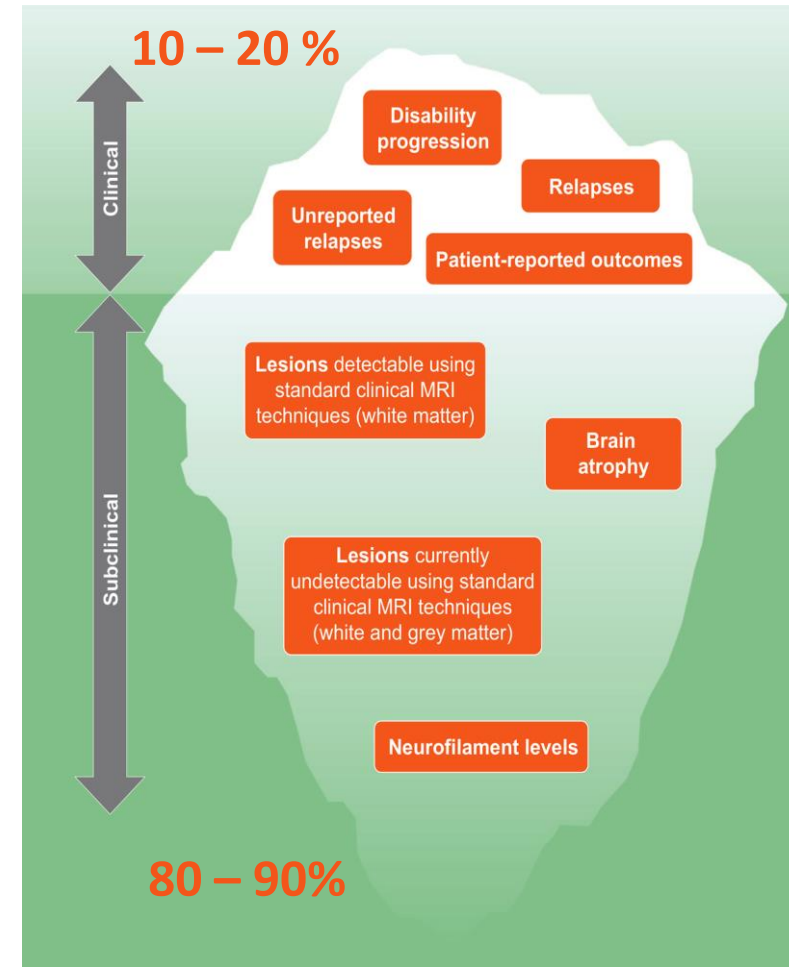 10 – 20 %
Clinical
Disability
progression
Relapses
Unreported
relapses
Patient-reported outcomes
Subclinical
Lesions detectable using
standard clinical MRI
techniques (white matter)
Brain
atrophy
Lesions currently
undetectable using standard
clinical MRI techniques
(white and grey matter)
Neurofilament levels
80 – 90%